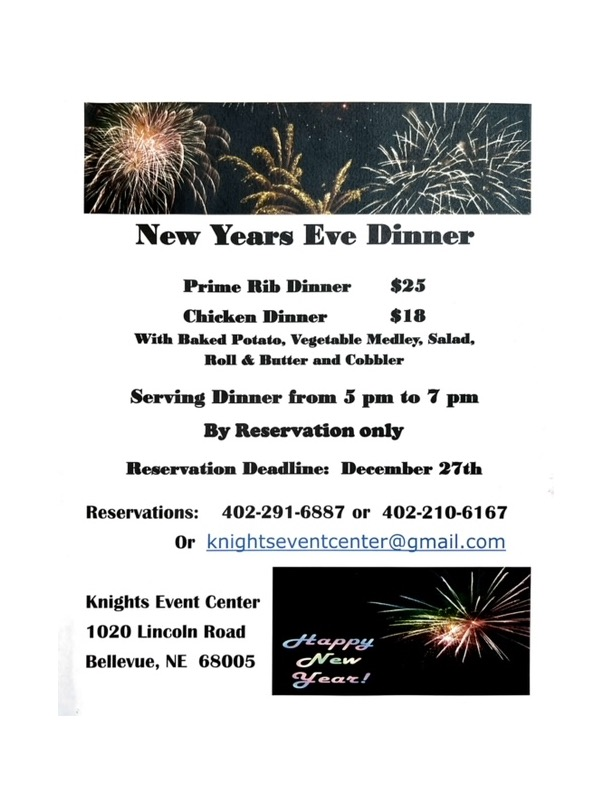 New Years Eve Dinner
Prime Rib Dinner $25
Chicken Dinner $18
With Baked Potato, Vegetable Medley, Salad,
Roll & Butter and Cobbler
Serving Dinner from 5 pm to 7 pm
By Reservation only
Reservation Deadline: December 27th
Reservations: 402-291-6887 or 402-210-6167
Or knightseventcenter@gmail.com
Knights Event Center
1020 Lincoln Road
Bellevue, NE 68005
Happy
New
Year!